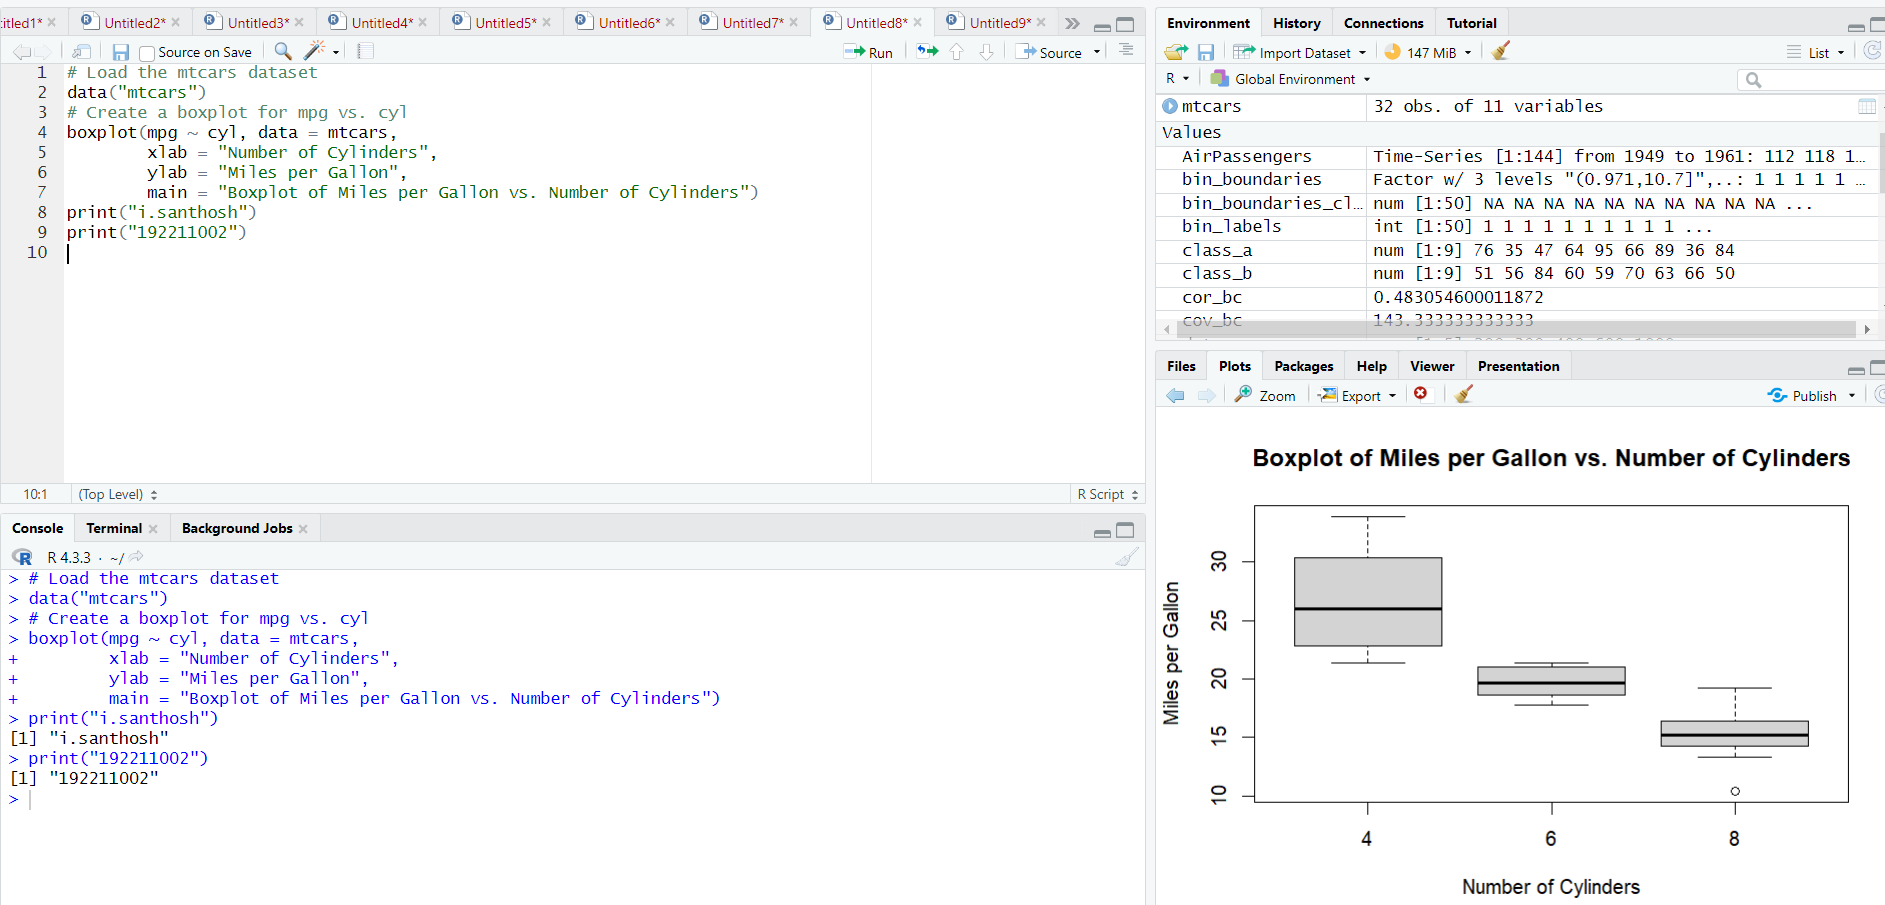 itled1* Untitled2* Untitled3* Untitled4* Untitled5* Untitled6* Untitled7* Untitled8* Untitled9*
Source on Save Run Source
1 # Load the mtcars dataset
2 data("mtcars")
3 # Create a boxplot for mpg vs. cyl
4 boxplot(mpg ~ cyl, data = mtcars,
5 xlab = "Number of Cylinders",
6 ylab = "Miles per Gallon",
7 main = "Boxplot of Miles per Gallon vs. Number of Cylinders")
8 print("i.santhosh")
9 print("192211002")
10
10:1 (Top Level) R Script
Console Terminal Background Jobs
R R 4.3.3 · ~/
> # Load the mtcars dataset
> data("mtcars")
> # Create a boxplot for mpg vs. cyl
> boxplot(mpg ~ cyl, data = mtcars,
+ xlab = "Number of Cylinders",
+ ylab = "Miles per Gallon",
+ main = "Boxplot of Miles per Gallon vs. Number of Cylinders")
> print("i.santhosh")
[1] "i.santhosh"
> print("192211002")
[1] "192211002"
>
Environment History Connections Tutorial
Import Dataset 147 MiB List
R Global Environment
mtcars 32 obs. of 11 variables
Values
AirPassengers Time-Series [1:144] from 1949 to 1961: 112 118 1…
bin_boundaries Factor w/ 3 levels "(0.971,10.7]",..: 1 1 1 1 1 …
bin_boundaries_cl… num [1:50] NA NA NA NA NA NA NA NA NA NA ...
bin_labels int [1:50] 1 1 1 1 1 1 1 1 1 1 ...
class_a num [1:9] 76 35 47 64 95 66 89 36 84
class_b num [1:9] 51 56 84 60 59 70 63 66 50
cor_bc 0.483054600011872
cov_bc 143.333333333333
Files Plots Packages Help Viewer Presentation
Zoom Export Publish
Boxplot of Miles per Gallon vs. Number of Cylinders
Miles per Gallon
30
25
20
15
10
4 6 8
Number of Cylinders